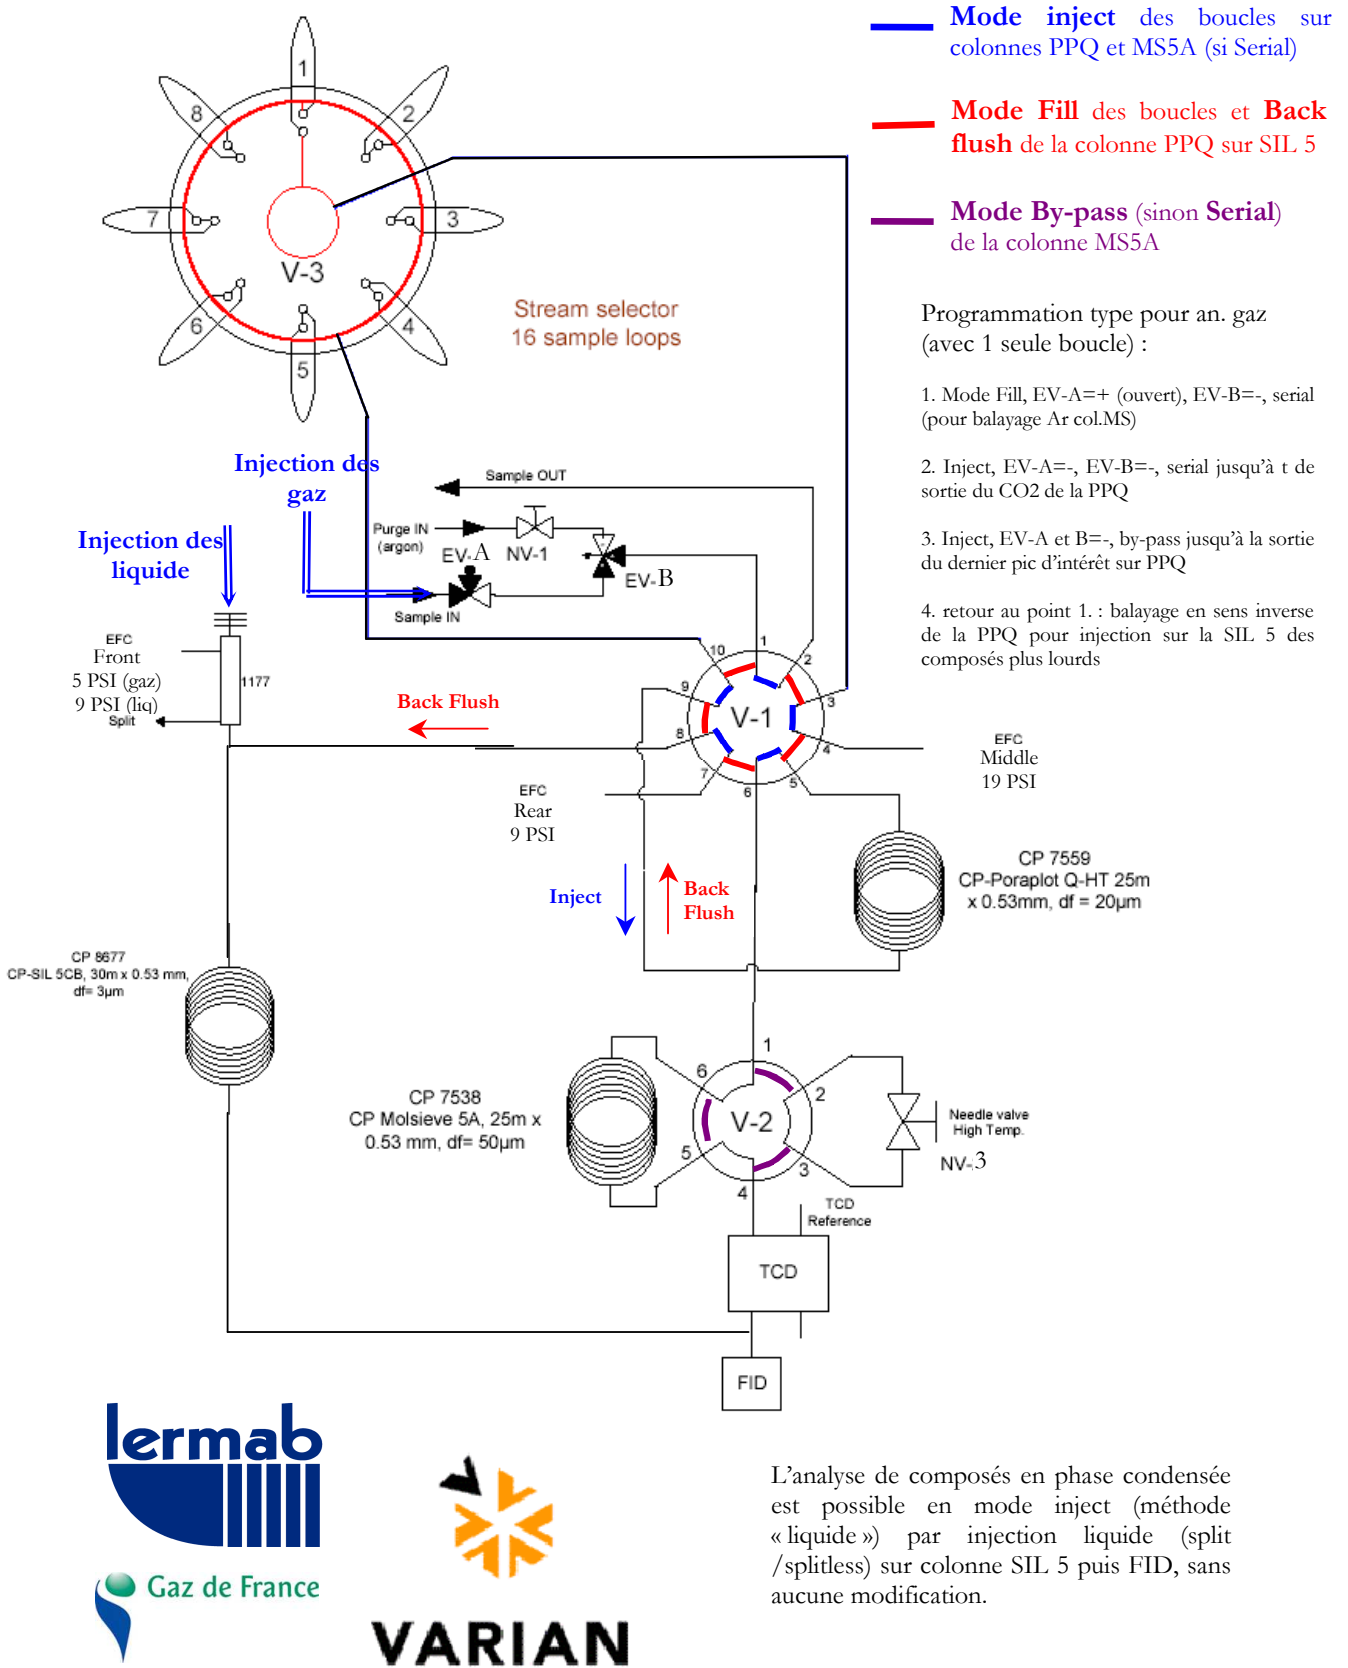 Mode inject des boucles sur
colonnes PPQ et MS5A (si Serial)
Mode Fill des boucles et Back
flush de la colonne PPQ sur SIL 5
Mode By-pass (sinon Serial)
de la colonne MS5A
1
2
3
4
5
6
7
8
V-3
Stream selector
16 sample loops
Programmation type pour an. gaz
(avec 1 seule boucle) :
1. Mode Fill, EV-A=+ (ouvert), EV-B=-, serial
(pour balayage Ar col.MS)
2. Inject, EV-A=-, EV-B=-, serial jusqu'à t de
sortie du CO2 de la PPQ
3. Inject, EV-A et B=-, by-pass jusqu'à la sortie
du dernier pic d'intérêt sur PPQ
4. retour au point 1. : balayage en sens inverse
de la PPQ pour injection sur la SIL 5 des
composés plus lourds
Injection des
gaz
Injection des
liquide
Sample OUT
Purge IN
(argon)
NV-1
EV-A
EV-B
Sample IN
EFC
Front
5 PSI (gaz)
9 PSI (liq)
Split
1177
Back Flush
1
2
3
4
5
6
7
8
9
10
V-1
EFC
Middle
19 PSI
EFC
Rear
9 PSI
Inject
Back
Flush
CP 7559
CP-Poraplot Q-HT 25m
x 0.53mm, df = 20µm
CP 8677
CP-SIL 5CB, 30m x 0.53 mm,
df= 3µm
CP 7538
CP Molsieve 5A, 25m x
0.53 mm, df= 50µm
1
2
3
4
5
6
V-2
Needle valve
High Temp.
NV-3
TCD
Reference
TCD
FID
lermab
Gaz de France
VARIAN
L'analyse de composés en phase condensée
est possible en mode inject (méthode
« liquide ») par injection liquide (split
/splitless) sur colonne SIL 5 puis FID, sans
aucune modification.